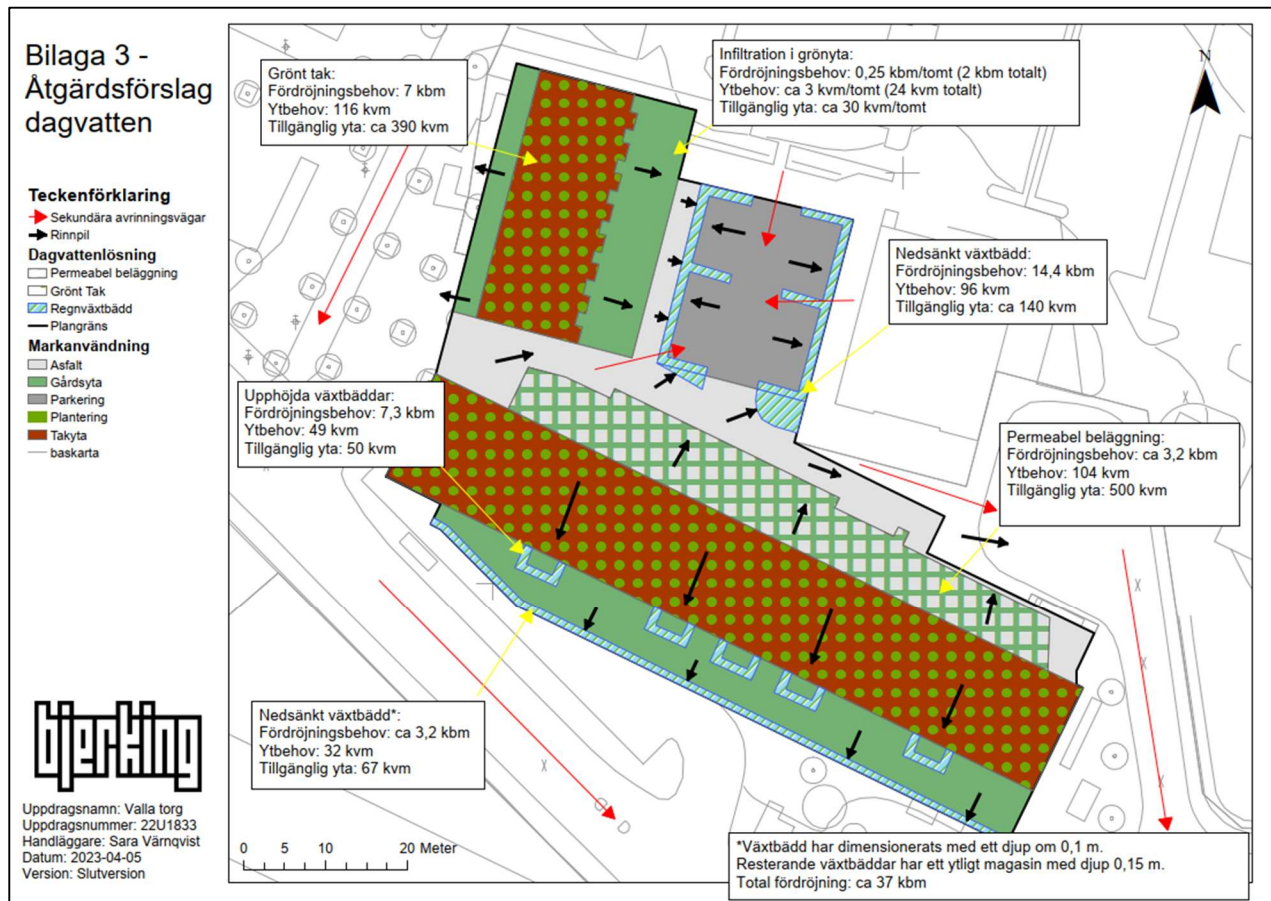 Bilaga 3 -
Åtgärdsförslag
dagvatten
Teckenförklaring
Sekundära avrinningsvägar
Rinnpil
Dagvattenlösning
Permeabel beläggning
Grönt Tak
Regnväxtbädd
Plangräns
Markanvändning
Asfalt
Gårdsyta
Parkering
Plantering
Takyta
baskarta
bjerking
Uppdragsnamn: Valla torg
Uppdragsnummer: 22U1833
Handläggare: Sara Värnqvist
Datum: 2023-04-05
Version: Slutversion
Grönt tak:
Fördröjningsbehov: 7 kbm
Ytbehov: 116 kvm
Tillgänglig yta: ca 390 kvm
Infiltration i grönyta:
Fördröjningsbehov: 0,25 kbm/tomt (2 kbm totalt)
Ytbehov: ca 3 kvm/tomt (24 kvm totalt)
Tillgänglig yta: ca 30 kvm/tomt
N
Nedsänkt växtbädd:
Fördröjningsbehov: 14,4 kbm
Ytbehov: 96 kvm
Tillgänglig yta: ca 140 kvm
Upphöjda växtbäddar:
Fördröjningsbehov: 7,3 kbm
Ytbehov: 49 kvm
Tillgänglig yta: 50 kvm
Permeabel beläggning:
Fördröjningsbehov: ca 3,2 kbm
Ytbehov: 104 kvm
Tillgänglig yta: 500 kvm
Nedsänkt växtbädd*:
Fördröjningsbehov: ca 3,2 kbm
Ytbehov: 32 kvm
Tillgänglig yta: 67 kvm
0 5 10 20 Meter
*Växtbädd har dimensionerats med ett djup om 0,1 m.
Resterande växtbäddar har ett ytligt magasin med djup 0,15 m.
Total fördröjning: ca 37 kbm